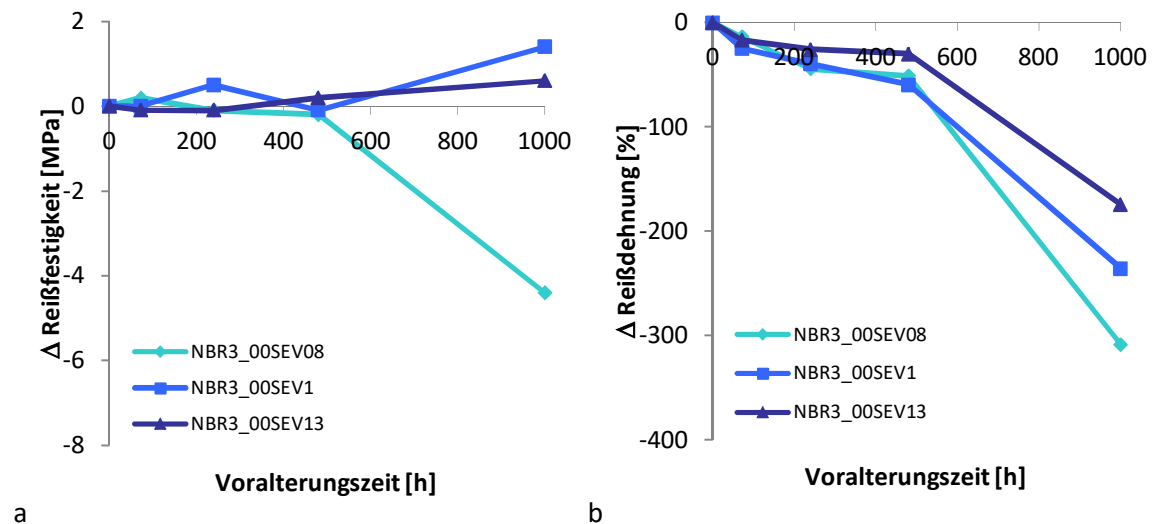 2
0
-2
-4
-6
-8
0 200 400 600 800 1000
Δ Reißfestigkeit [MPa]
NBR3_00SEV08
NBR3_00SEV1
NBR3_00SEV13
Voralterungszeit [h]
a
0
-100
-200
-300
-400
0 200 400 600 800 1000
Δ Reißdehnung [%]
NBR3_00SEV08
NBR3_00SEV1
NBR3_00SEV13
Voralterungszeit [h]
b